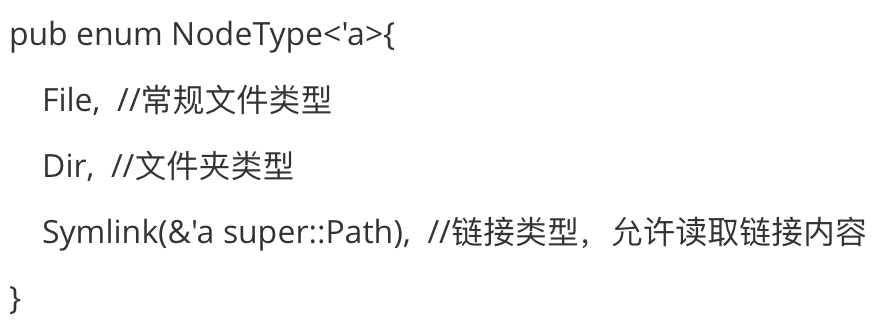 pub enum NodeType<'a>{
File,  //常规文件类型
Dir,  //文件夹类型
Symlink(&'a super::Path),  //链接类型，允许读取链接内容
}